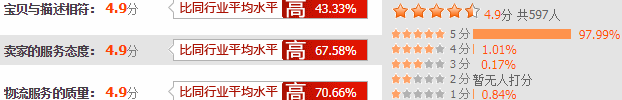 宝贝与描述相符： 4.9分 比同行业平均水平 高 43.33%
卖家的服务态度： 4.9分 比同行业平均水平 高 67.58%
物流服务的质量： 4.9分 比同行业平均水平 高 70.66%
4.9分 共597人
5 分 97.99%
4 分 1.01%
3 分 0.17%
2 分 暂无人打分
1 分 0.84%